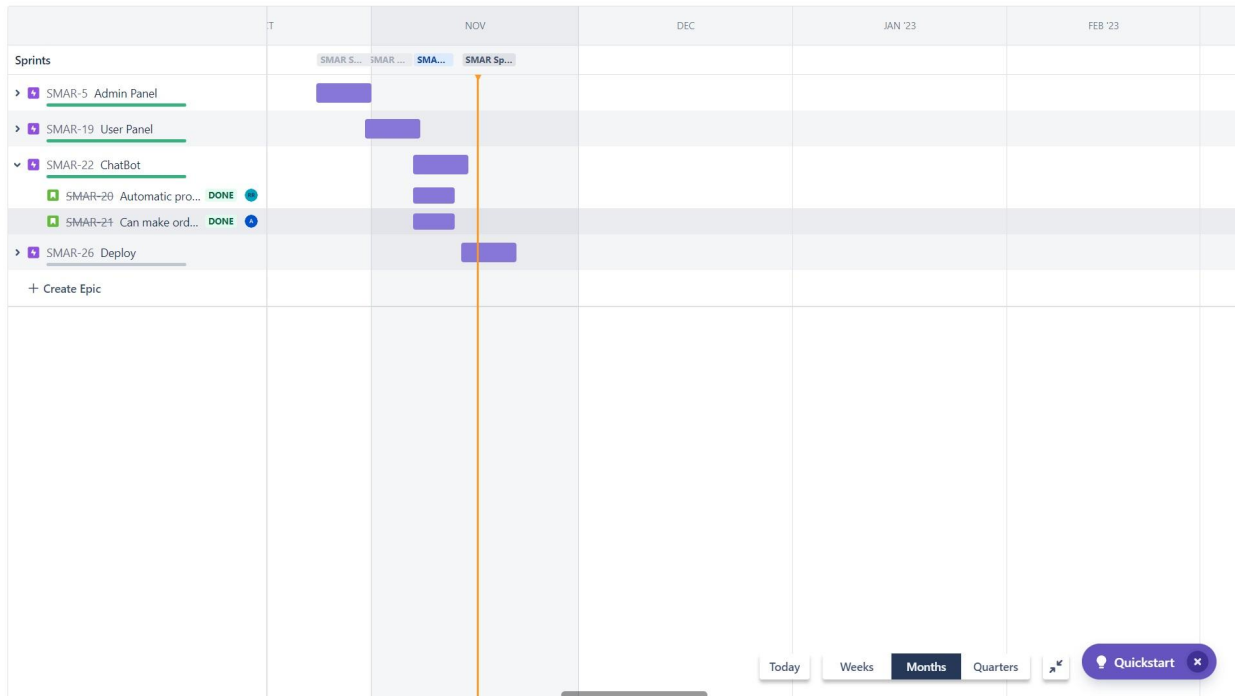 T NOV DEC JAN '23 FEB '23
Sprints SMAR S... SMAR ... SMA... SMAR Sp...
SMAR-5 Admin Panel
SMAR-19 User Panel
SMAR-22 ChatBot
SMAR-20 Automatic pro... DONE
SMAR-21 Can make ord... DONE A
SMAR-26 Deploy
+ Create Epic
Today Weeks Months Quarters Quickstart